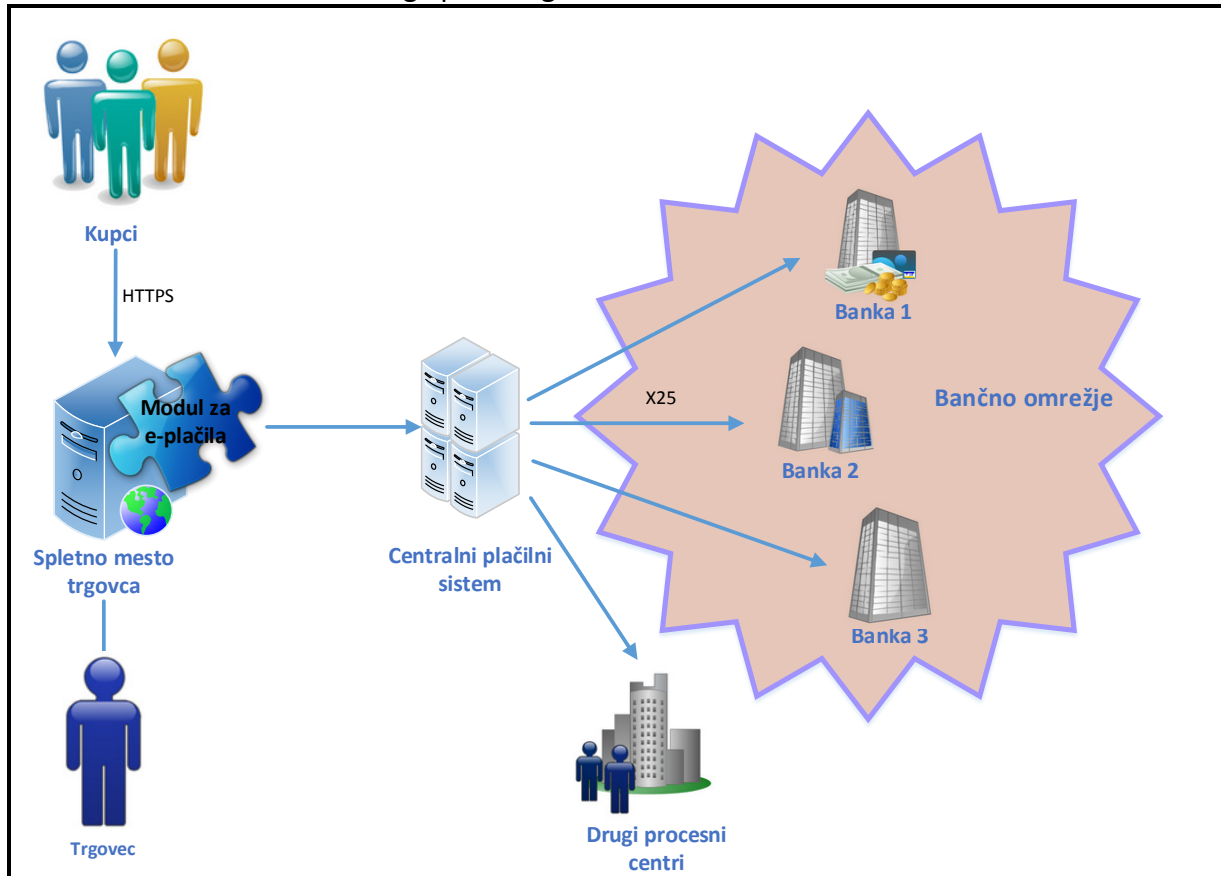 Kupci
HTTPS
Modul za
e-plačila
Spletno mesto
trgovca
Trgovec
Centralni plačilni
sistem
X25
Banka 1
Banka 2
Banka 3
Bančno omrežje
Drugi procesni
centri